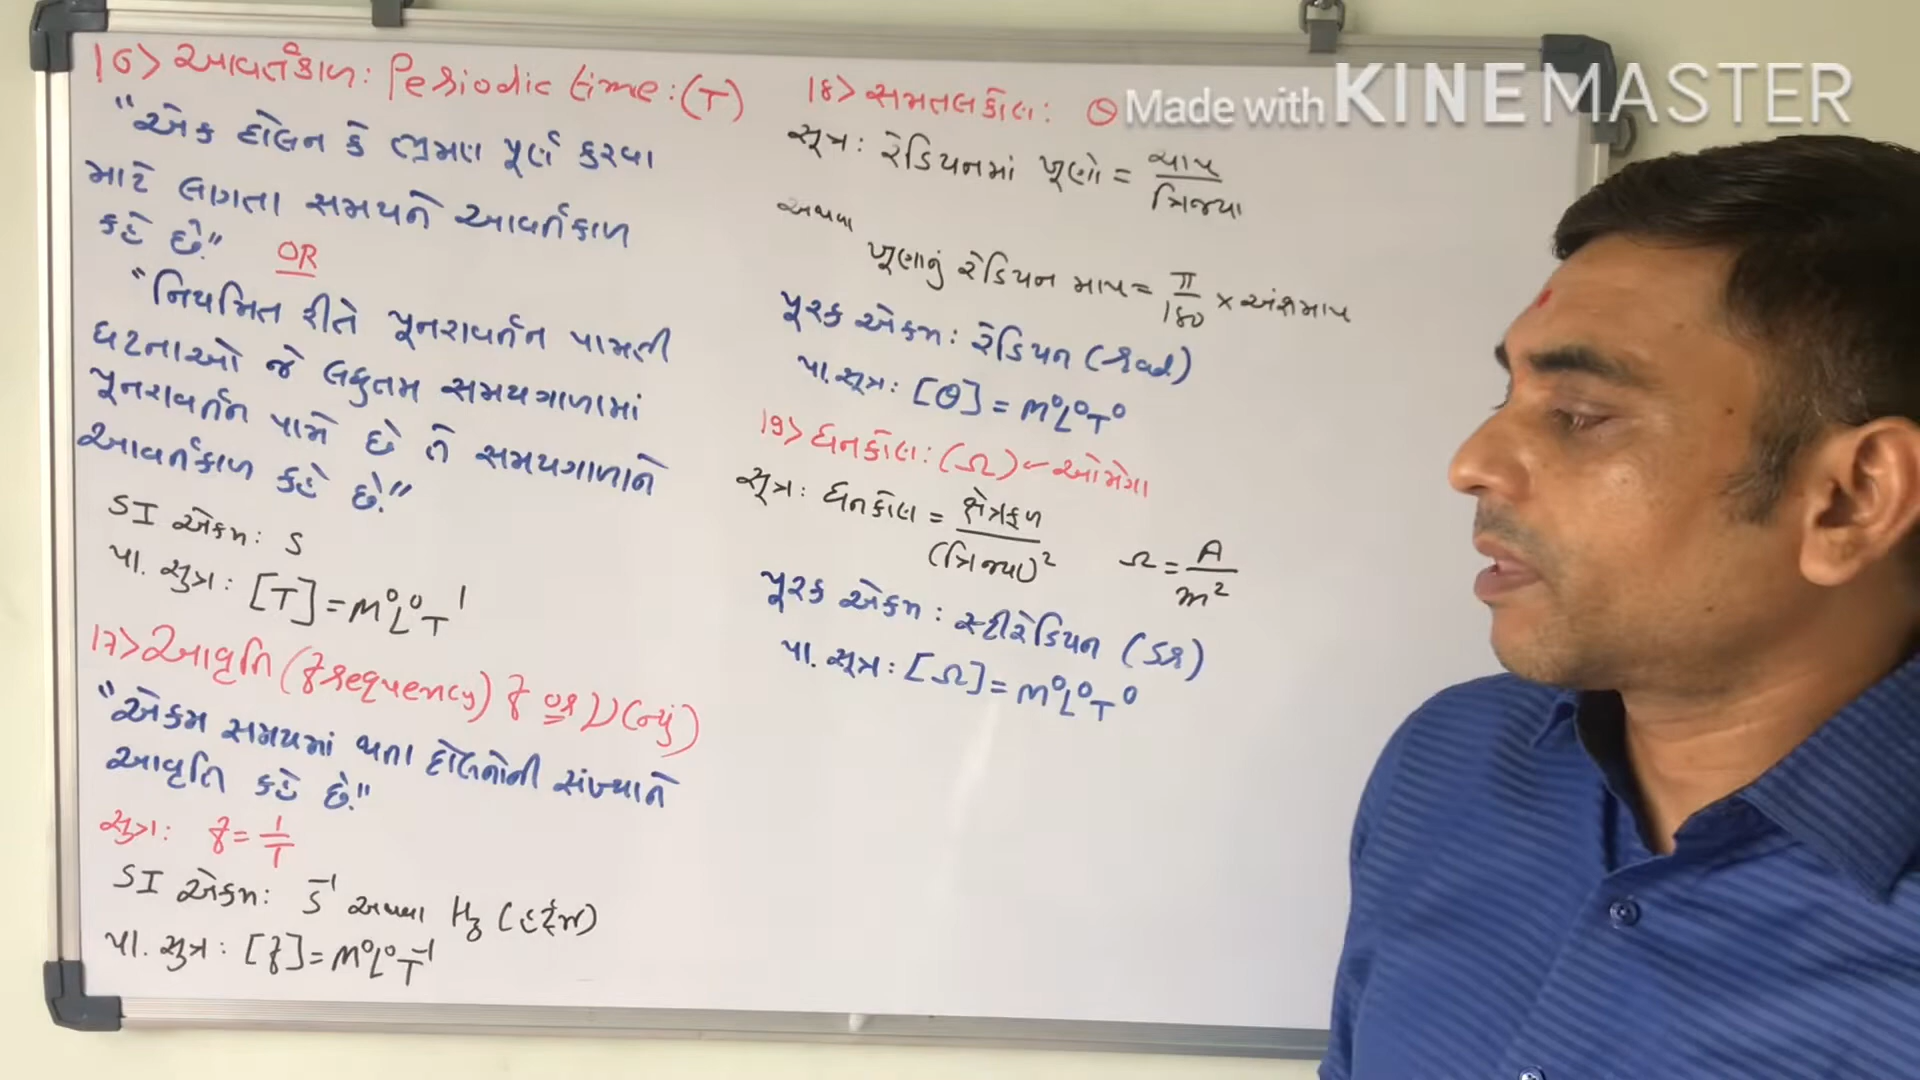 16> આવર્તકાળ: Periodic time: (T)
"એક દોલન કે ભ્રમણ પૂર્ણ કરવા
માટે લાગતા સમયને આવર્તકાળ
કહે છે."
OR
"નિયમિત રીતે પૂનરાવર્તન પામતી
ઘટનાઓ જે લઘુતમ સમયગાળામાં
પૂનરાવર્તન પામે છે તે સમયગાળાને
આવર્તકાળ કહે છે."
SI એકમ: S
પા. સુત્ર: [T] = M⁰L⁰T¹
17> આવૃતિ (frequency) f or ν (ન્યુ)
"એકમ સમયમાં થતા દોલનોની સંખ્યાને
આવૃતિ કહે છે."
સુત્ર: f = 1/T
SI એકમ: S⁻¹ અથવા Hz (હર્ટ્ઝ)
પા. સુત્ર: [f] = M⁰L⁰T⁻¹
18> સમતલકોણ: θ
સૂત્ર: રેડિયનમાં ખૂણો = ચાપ/ત્રિજ્યા
અથવા
ખૂણાનું રેડિયન માપ = π/180 × અંશમાપ
પૂરક એકમ: રેડિયન (rad)
પા. સૂત્ર: [θ] = M⁰L⁰T⁰
19> ઘનકોણ: (Ω) ← ઓમેગા
સૂત્ર: ઘનકોણ = ક્ષેત્રફળ/(ત્રિજ્યા)² Ω = A/m²
પૂરક એકમ: સ્ટીરેડિયન (Sr)
પા. સૂત્ર: [Ω] = M⁰L⁰T⁰
Made with KINEMASTER